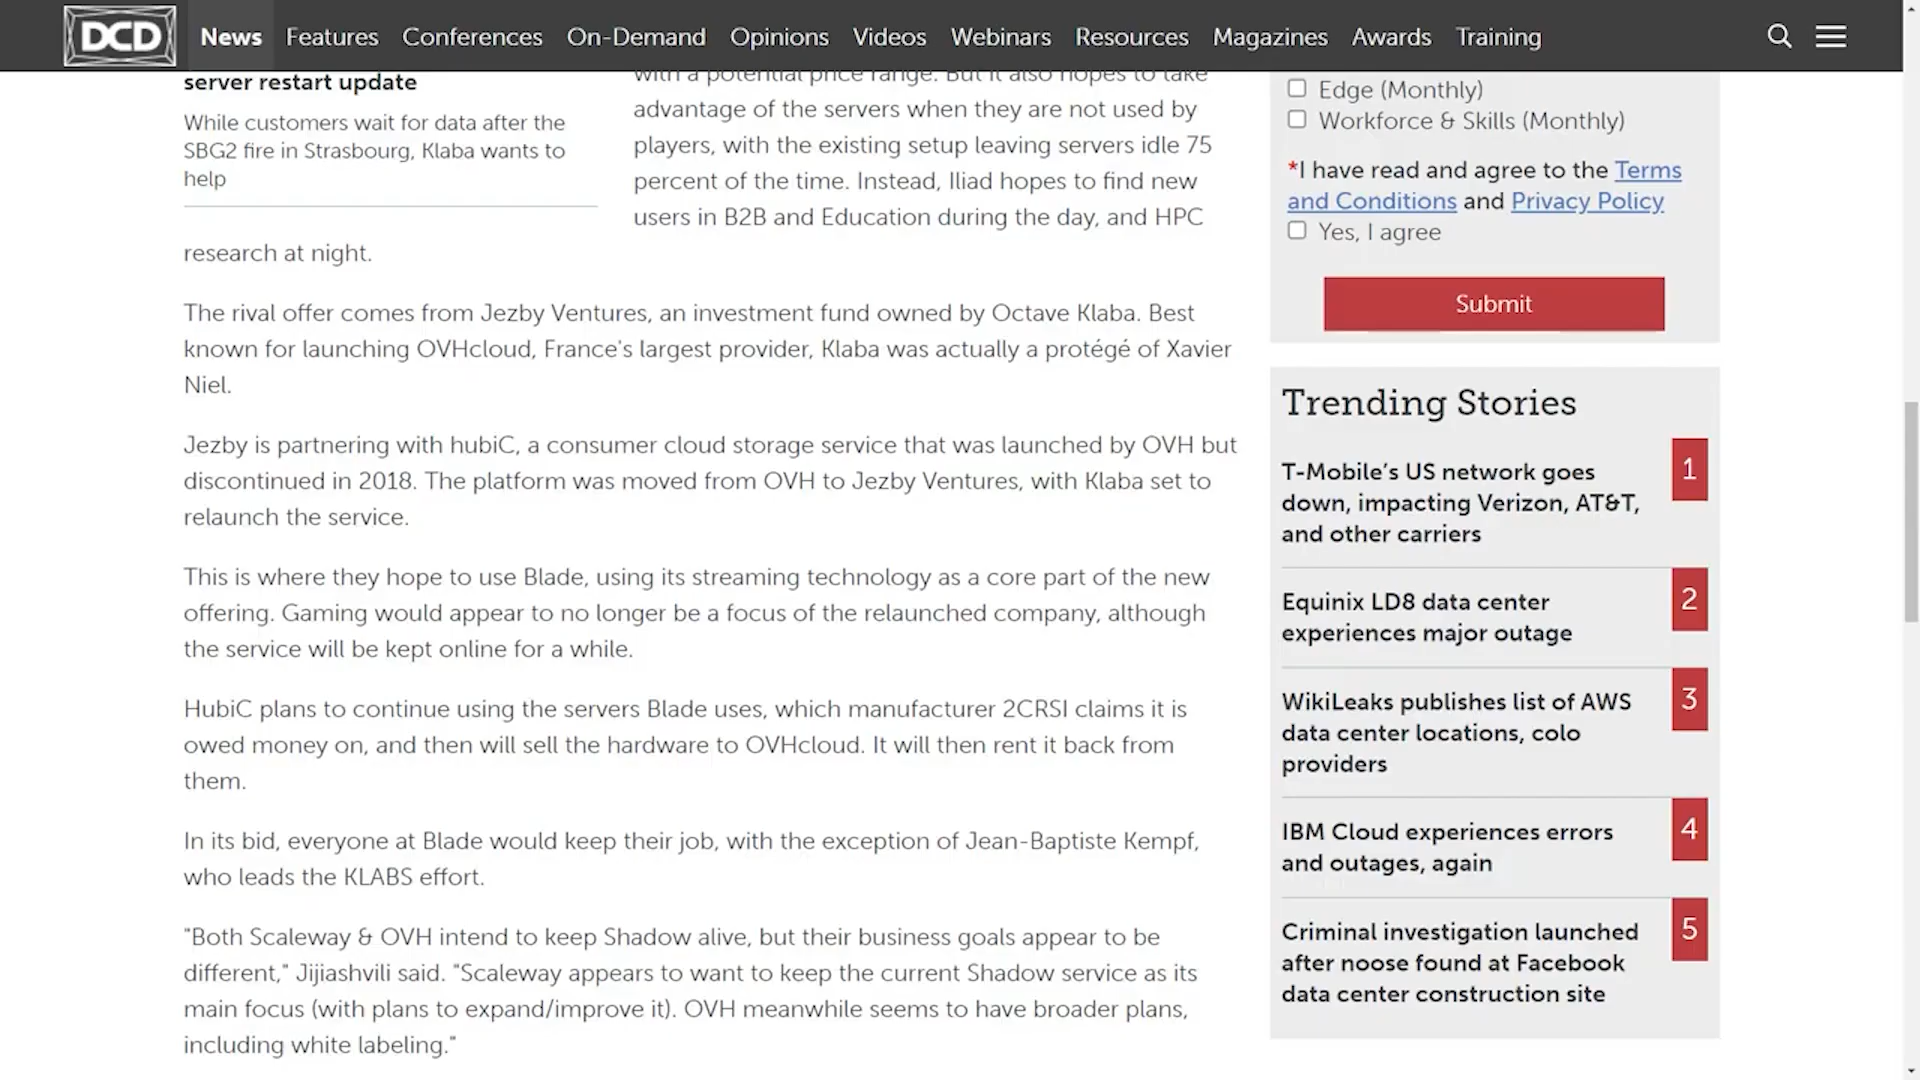 DCD
News Features Conferences On-Demand Opinions Videos Webinars Resources Magazines Awards Training
server restart update
While customers wait for data after the
SBG2 fire in Strasbourg, Klaba wants to
help
with a potential price range. But it also hopes to take
advantage of the servers when they are not used by
players, with the existing setup leaving servers idle 75
percent of the time. Instead, Iliad hopes to find new
users in B2B and Education during the day, and HPC
research at night.
The rival offer comes from Jezby Ventures, an investment fund owned by Octave Klaba. Best
known for launching OVHcloud, France's largest provider, Klaba was actually a protégé of Xavier
Niel.
Jezby is partnering with hubiC, a consumer cloud storage service that was launched by OVH but
discontinued in 2018. The platform was moved from OVH to Jezby Ventures, with Klaba set to
relaunch the service.
This is where they hope to use Blade, using its streaming technology as a core part of the new
offering. Gaming would appear to no longer be a focus of the relaunched company, although
the service will be kept online for a while.
HubiC plans to continue using the servers Blade uses, which manufacturer 2CRSI claims it is
owed money on, and then will sell the hardware to OVHcloud. It will then rent it back from
them.
In its bid, everyone at Blade would keep their job, with the exception of Jean-Baptiste Kempf,
who leads the KLABS effort.
"Both Scaleway & OVH intend to keep Shadow alive, but their business goals appear to be
different," Jijiashvili said. "Scaleway appears to want to keep the current Shadow service as its
main focus (with plans to expand/improve it). OVH meanwhile seems to have broader plans,
including white labeling."
Edge (Monthly)
Workforce & Skills (Monthly)
*I have read and agree to the Terms
and Conditions and Privacy Policy
Yes, I agree
Submit
Trending Stories
T-Mobile's US network goes
down, impacting Verizon, AT&T,
and other carriers
1
Equinix LD8 data center
experiences major outage
2
WikiLeaks publishes list of AWS
data center locations, colo
providers
3
IBM Cloud experiences errors
and outages, again
4
Criminal investigation launched
after noose found at Facebook
data center construction site
5